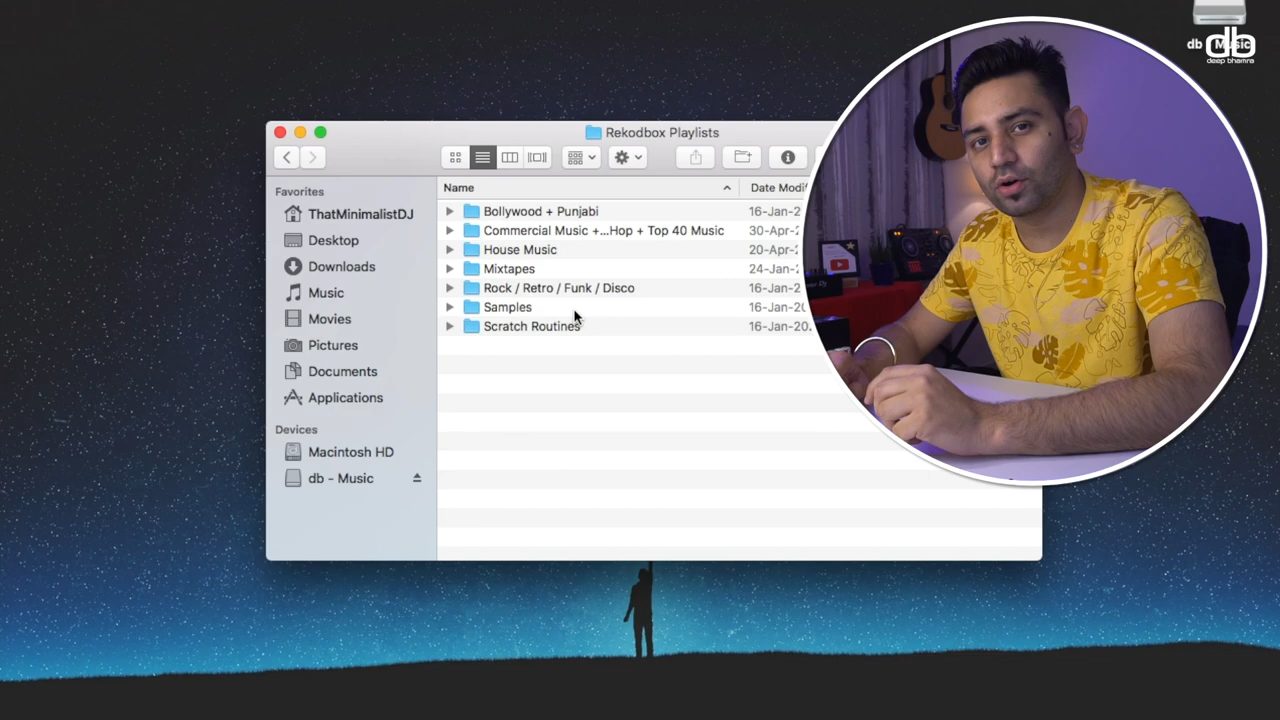 db
deep bhamra
Rekodbox Playlists
Favorites
ThatMinimalistDJ
Desktop
Downloads
Music
Movies
Pictures
Documents
Applications
Devices
Macintosh HD
db - Music
Name
Date Modif
Bollywood + Punjabi
16-Jan-2
Commercial Music +...Hop + Top 40 Music
30-Apr-2
House Music
20-Apr-
Mixtapes
24-Jan-2
Rock / Retro / Funk / Disco
16-Jan-2
Samples
16-Jan-20
Scratch Routines
16-Jan-20.